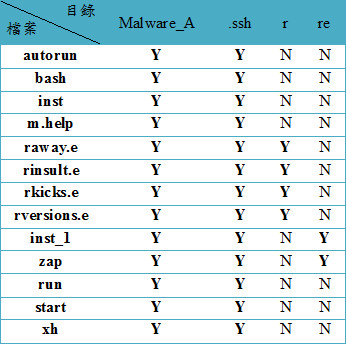 目錄
檔案 Malware_A .ssh r re
autorun Y Y N N
bash Y Y N N
inst Y Y N N
m.help Y Y N N
raway.e Y Y Y N
rinsult.e Y Y Y N
rkicks.e Y Y Y N
rversions.e Y Y Y N
inst_1 Y Y N Y
zap Y Y N Y
run Y Y N N
start Y Y N N
xh Y Y N N